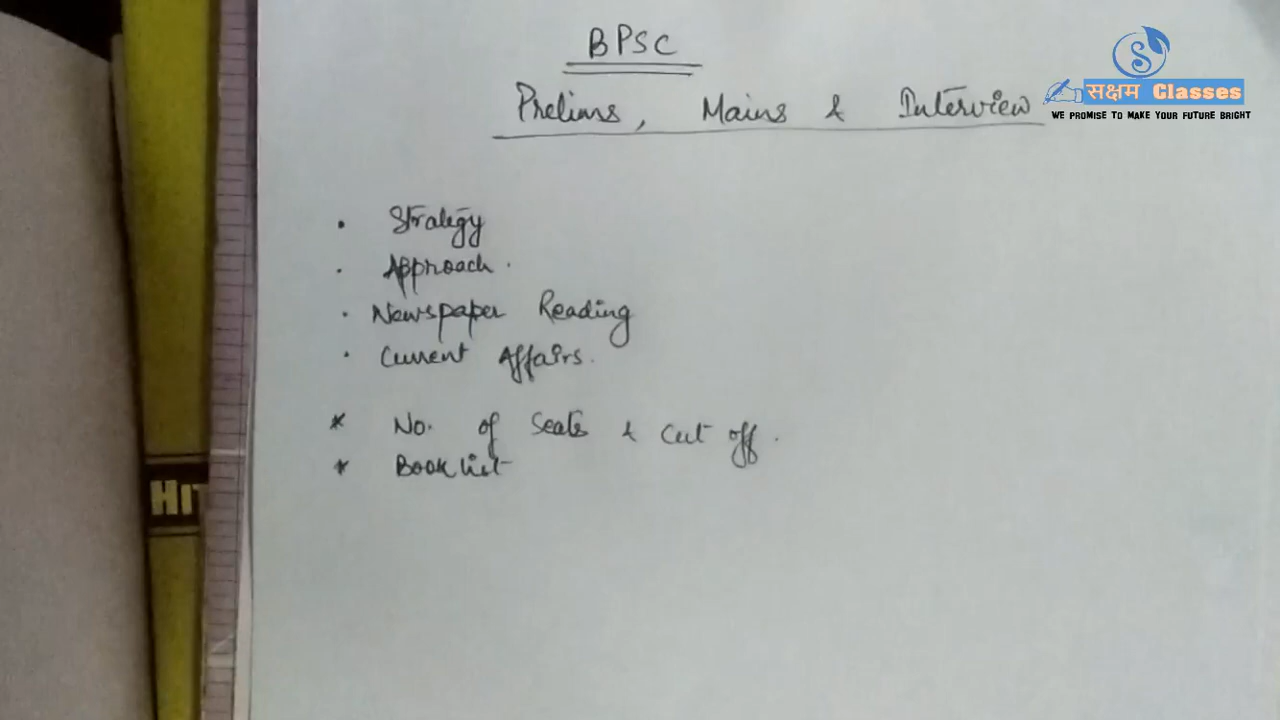 BPSC
Prelims, Mains & Interview
सक्षम Classes
WE PROMISE TO MAKE YOUR FUTURE BRIGHT
· Strategy
· Approach.
· Newspaper Reading
· Current Affairs.
* No. of Seats & Cut off.
* Book list
HIT